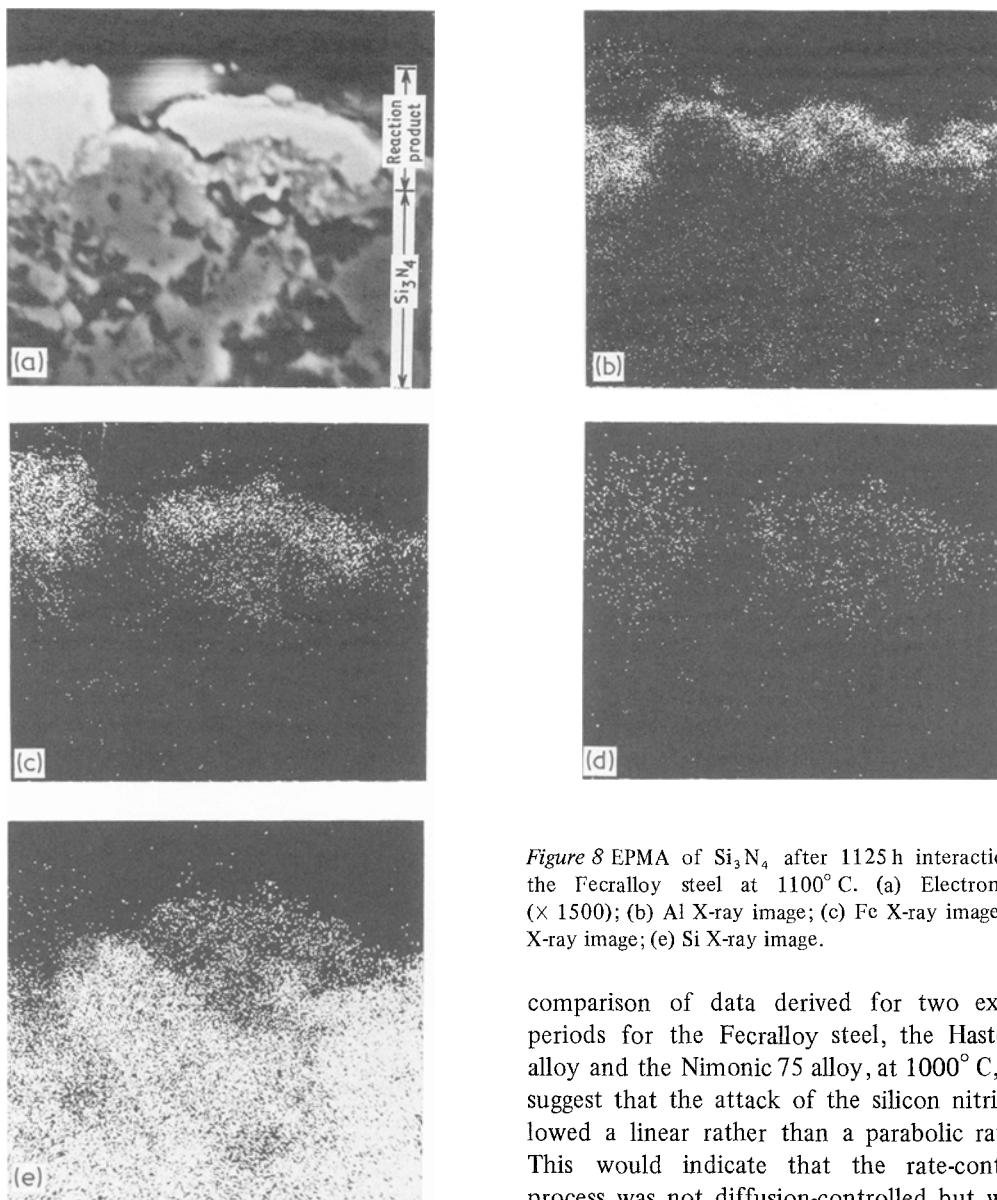 Reaction
product
Si₃N₄
(a)
(b)
(c)
(d)
(e)
Figure 8 EPMA of Si₃N₄ after 1125 h interactio
the Fecralloy steel at 1100° C. (a) Electron
(× 1500); (b) Al X-ray image; (c) Fe X-ray image
X-ray image; (e) Si X-ray image.
comparison of data derived for two ex
periods for the Fecralloy steel, the Hast
alloy and the Nimonic 75 alloy, at 1000° C,
suggest that the attack of the silicon nitri
lowed a linear rather than a parabolic ra
This would indicate that the rate-cont
process was not diffusion-controlled but w